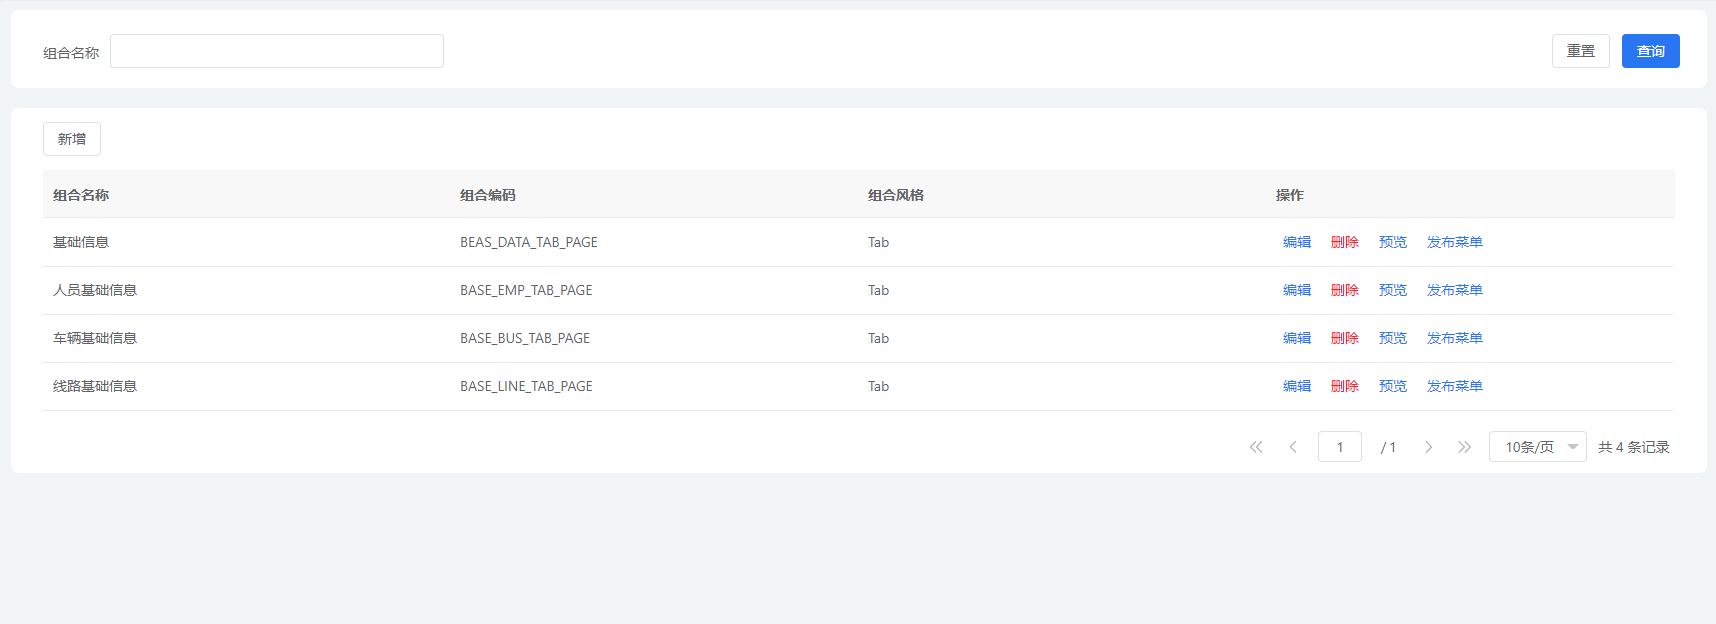 组合名称 重置 查询
新增
组合名称 组合编码 组合风格 操作
基础信息 BEAS_DATA_TAB_PAGE Tab 编辑 删除 预览 发布菜单
人员基础信息 BASE_EMP_TAB_PAGE Tab 编辑 删除 预览 发布菜单
车辆基础信息 BASE_BUS_TAB_PAGE Tab 编辑 删除 预览 发布菜单
线路基础信息 BASE_LINE_TAB_PAGE Tab 编辑 删除 预览 发布菜单
1 / 1 10条/页 共 4 条记录